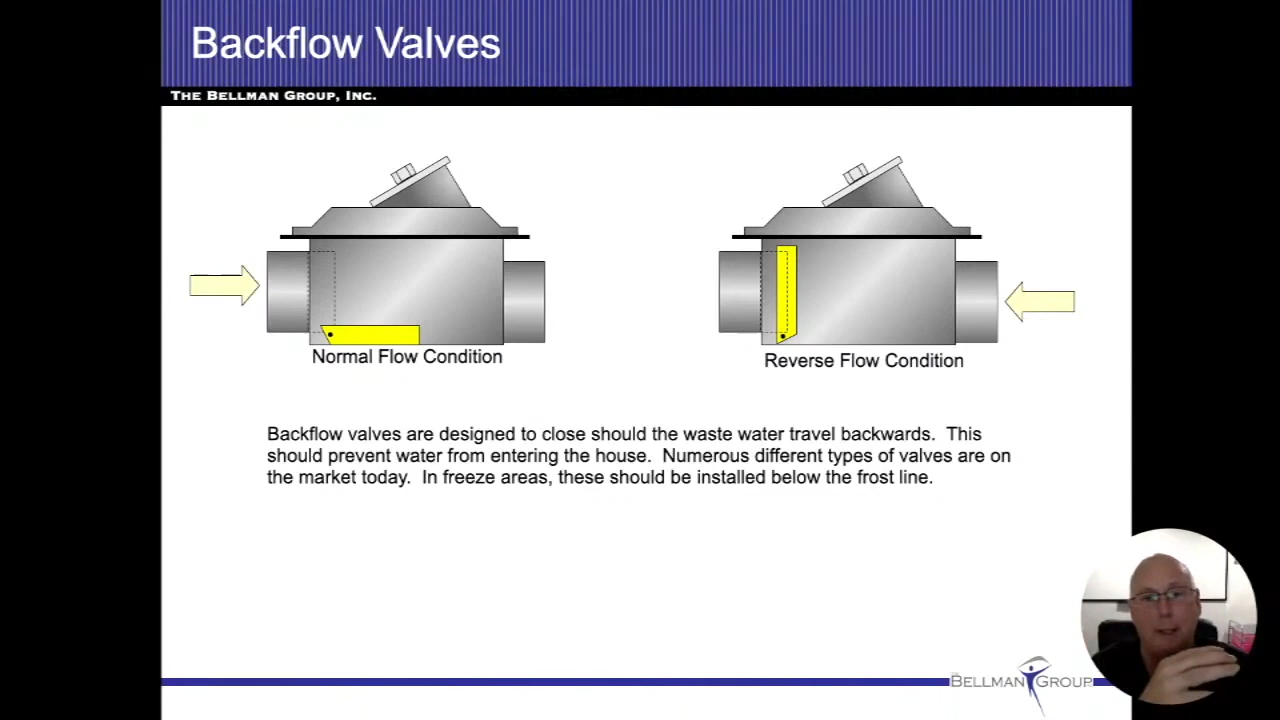 Backflow Valves
THE BELLMAN GROUP, INC.
Normal Flow Condition
Reverse Flow Condition
Backflow valves are designed to close should the waste water travel backwards. This
should prevent water from entering the house. Numerous different types of valves are on
the market today. In freeze areas, these should be installed below the frost line.
BELLMAN GROUP